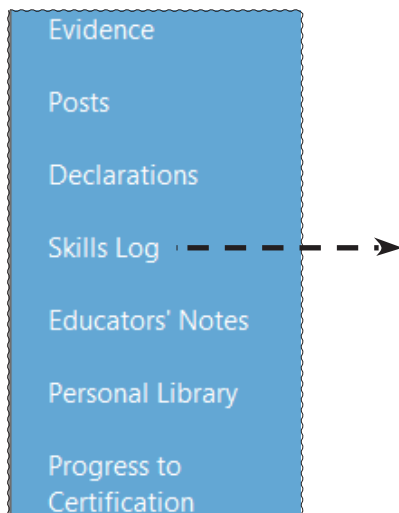 Evidence
Posts
Declarations
Skills Log
Educators' Notes
Personal Library
Progress to
Certification